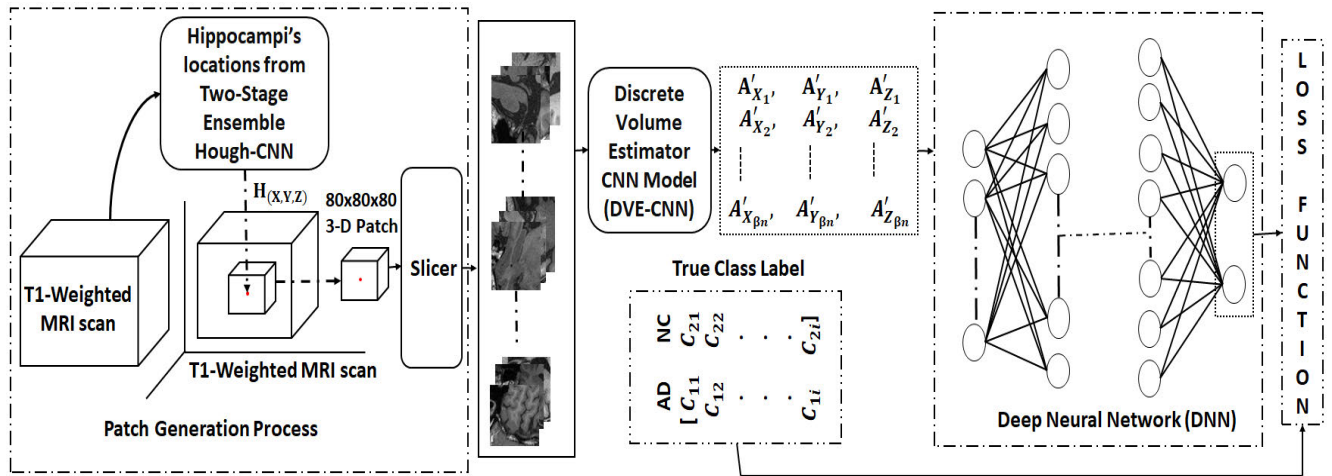 Hippocampi's
locations from
Two-Stage
Ensemble
Hough-CNN
H(X,Y,Z)
80x80x80
3-D Patch
Slicer
T1-Weighted
MRI scan
T1-Weighted MRI scan
Patch Generation Process
Discrete
Volume
Estimator
CNN Model
(DVE-CNN)
A′X1, A′Y1, A′Z1
A′X2, A′Y2, A′Z2
A′Xβn, A′Yβn, A′Zβn
True Class Label
AD NC
[ C11 C21
C12 C22
. .
. .
. .
C1i C2i ]
Deep Neural Network (DNN)
LOSS FUNCTION